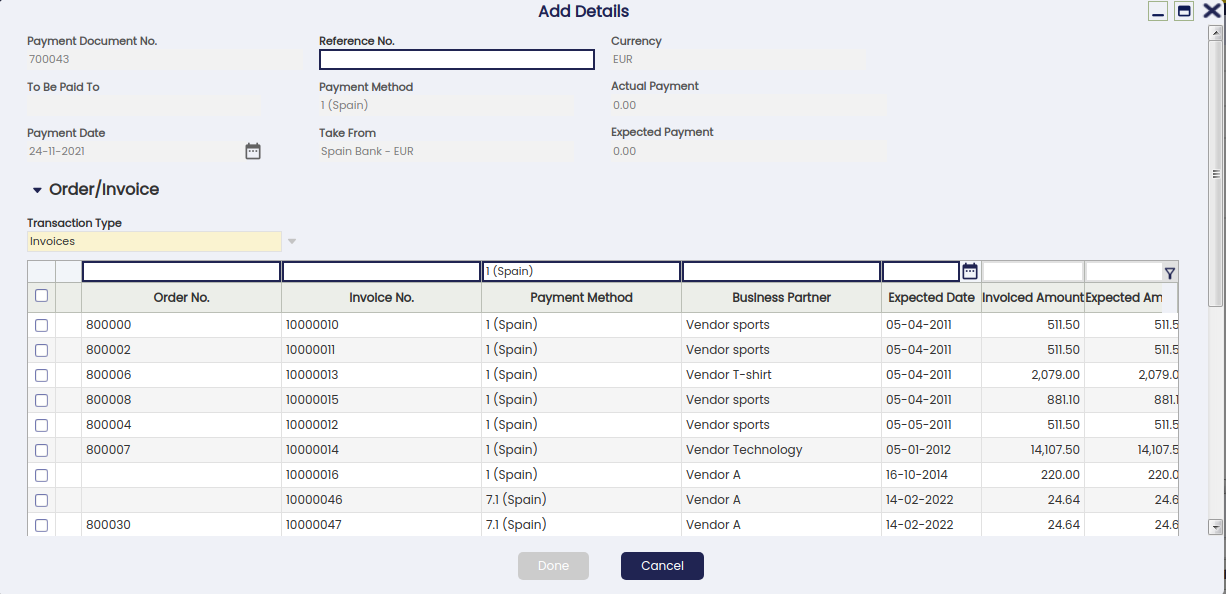 Add Details
Payment Document No. Reference No. Currency
700043 EUR
To Be Paid To Payment Method Actual Payment
1 (Spain) 0.00
Payment Date Take From Expected Payment
24-11-2021 Spain Bank - EUR 0.00
Order/Invoice
Transaction Type
Invoices
1 (Spain)
Order No. Invoice No. Payment Method Business Partner Expected Date Invoiced Amount Expected Am
800000 10000010 1 (Spain) Vendor sports 05-04-2011 511.50 511.5
800002 10000011 1 (Spain) Vendor sports 05-04-2011 511.50 511.5
800006 10000013 1 (Spain) Vendor T-shirt 05-04-2011 2,079.00 2,079.0
800008 10000015 1 (Spain) Vendor sports 05-04-2011 881.10 881.1
800004 10000012 1 (Spain) Vendor sports 05-05-2011 511.50 511.5
800007 10000014 1 (Spain) Vendor Technology 05-01-2012 14,107.50 14,107.5
10000016 1 (Spain) Vendor A 16-10-2014 220.00 220.0
10000046 7.1 (Spain) Vendor A 14-02-2022 24.64 24.6
800030 10000047 7.1 (Spain) Vendor A 14-02-2022 24.64 24.6
Done Cancel